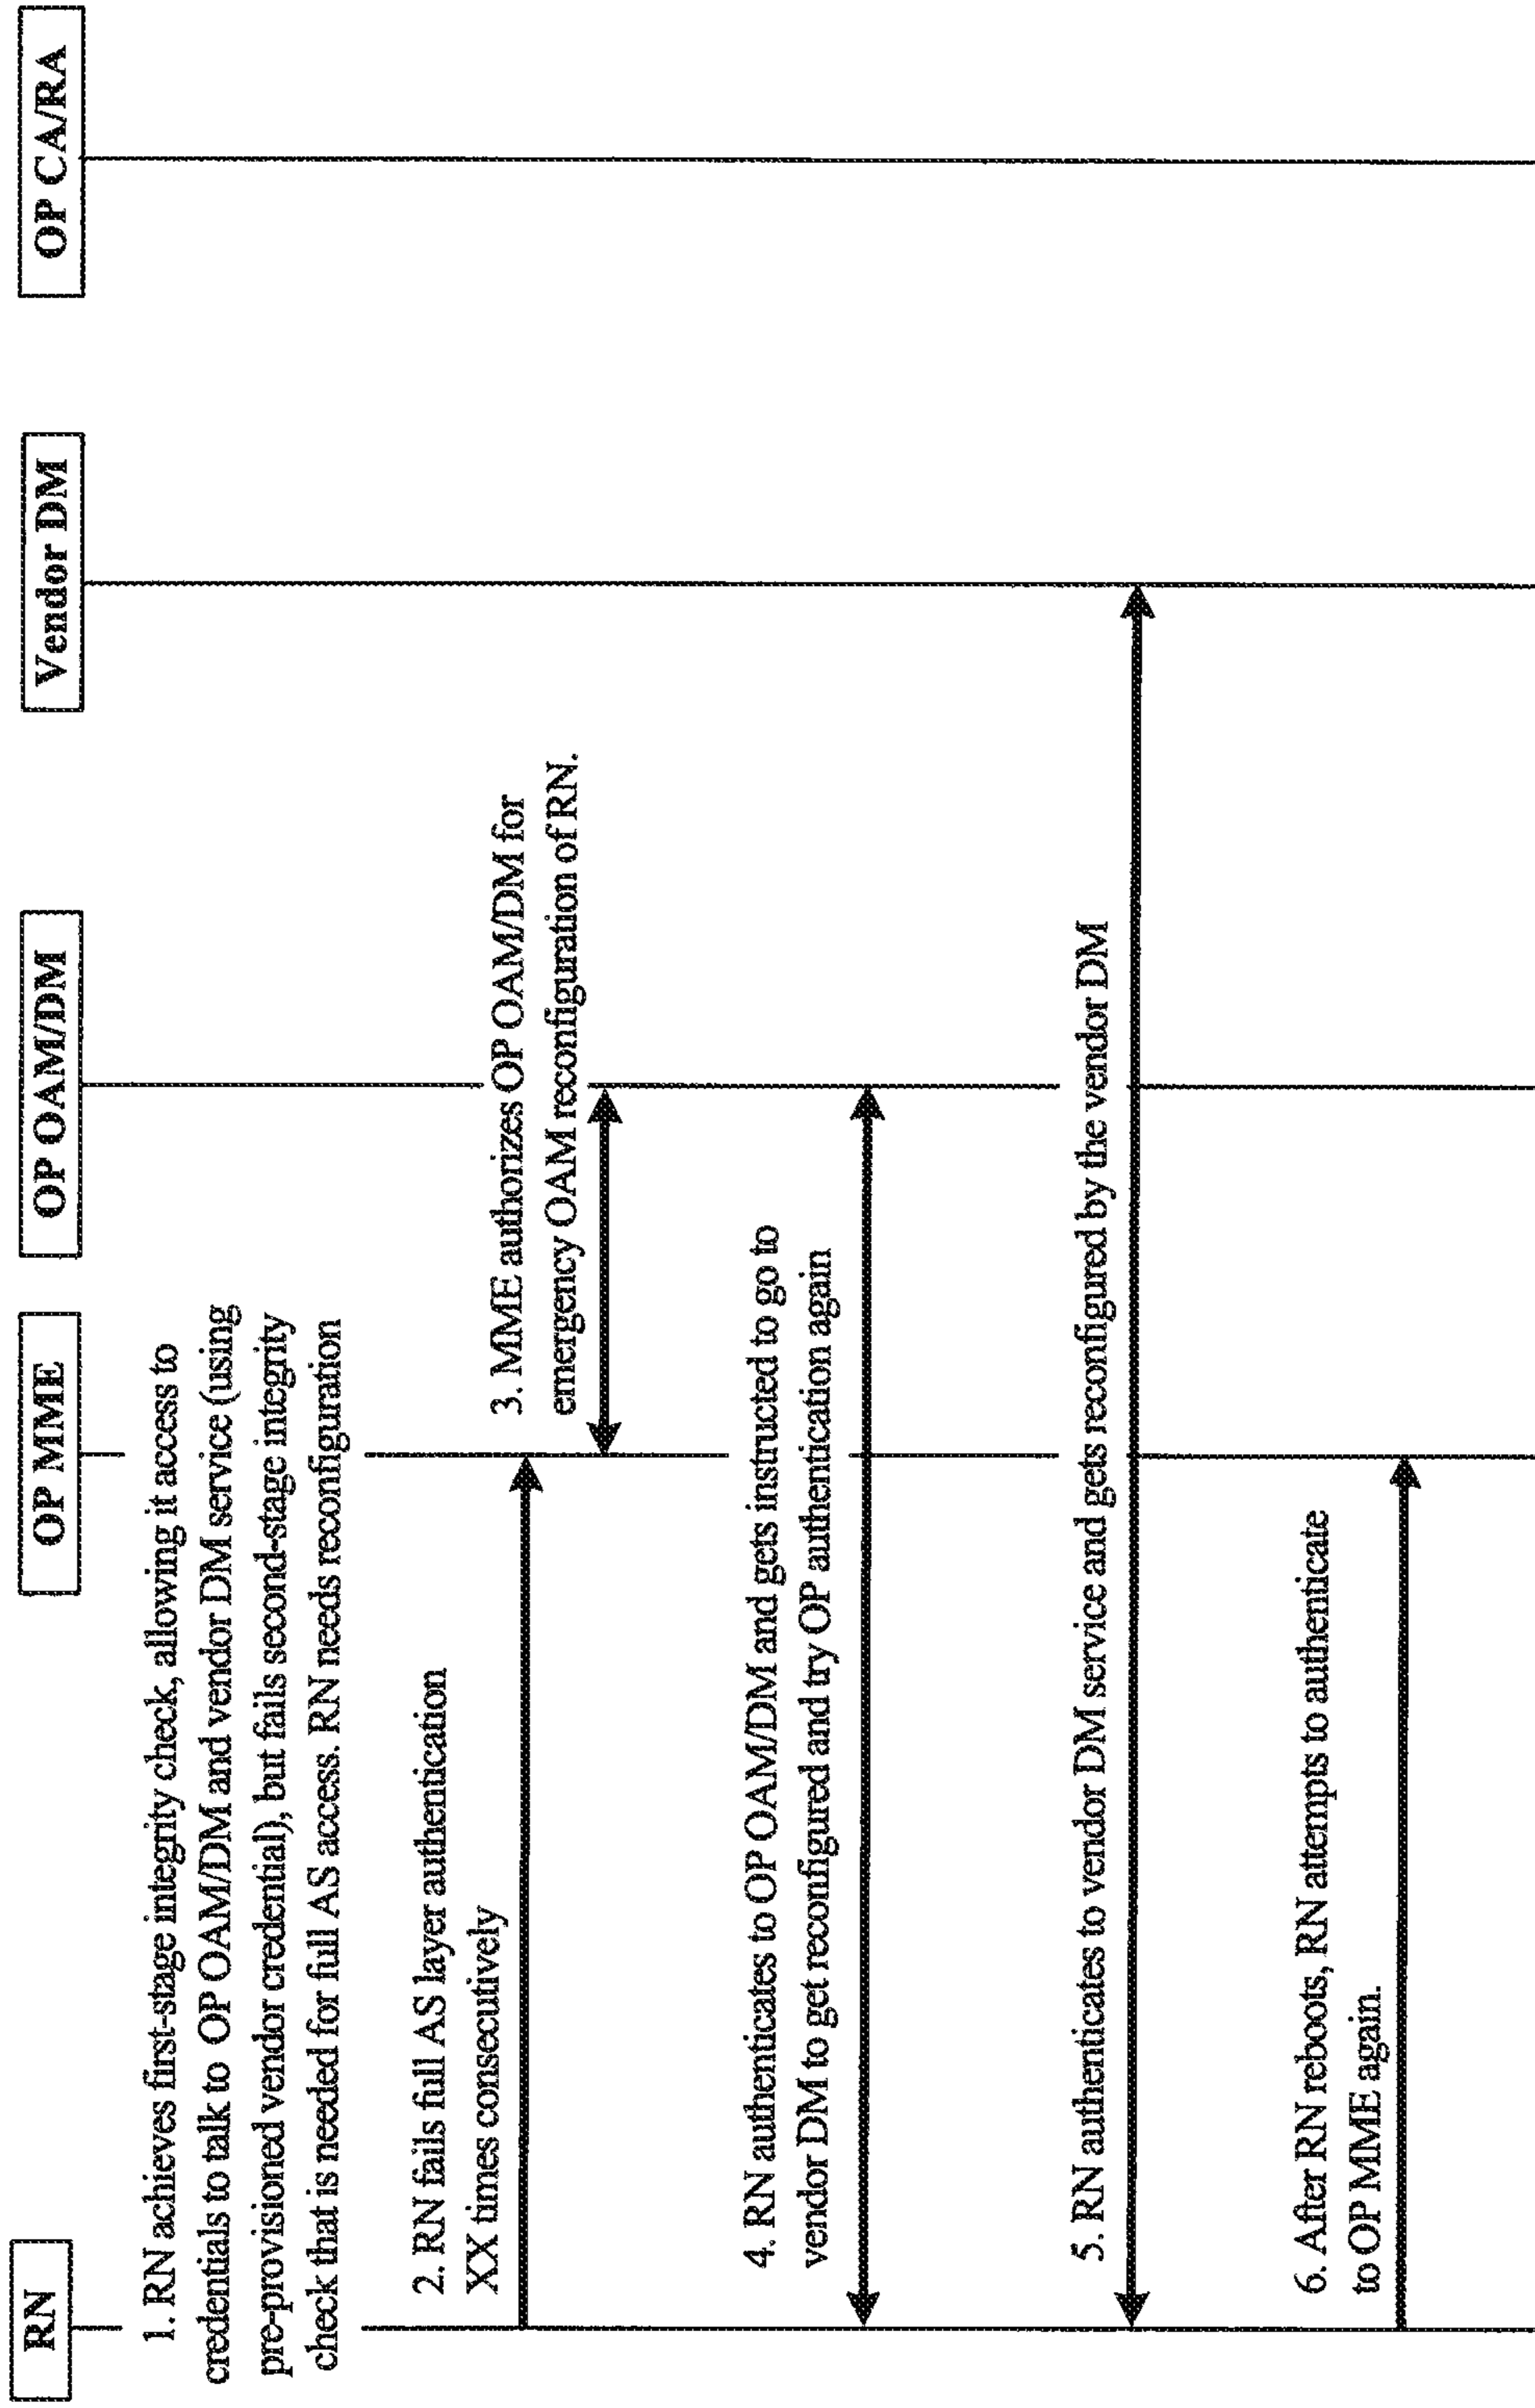 RN
OP MME
OP OAM/DM
Vendor DM
OP CA/RA
1. RN achieves first-stage integrity check, allowing it access to
credentials to talk to OP OAM/DM and vendor DM service (using
pre-provisioned vendor credential), but fails second-stage integrity
check that is needed for full AS access. RN needs reconfiguration
2. RN fails full AS layer authentication
XX times consecutively
3. MME authorizes OP OAM/DM for
emergency OAM reconfiguration of RN.
4. RN authenticates to OP OAM/DM and gets instructed to go to
vendor DM to get reconfigured and try OP authentication again
5. RN authenticates to vendor DM service and gets reconfigured by the vendor DM
6. After RN reboots, RN attempts to authenticate
to OP MME again.